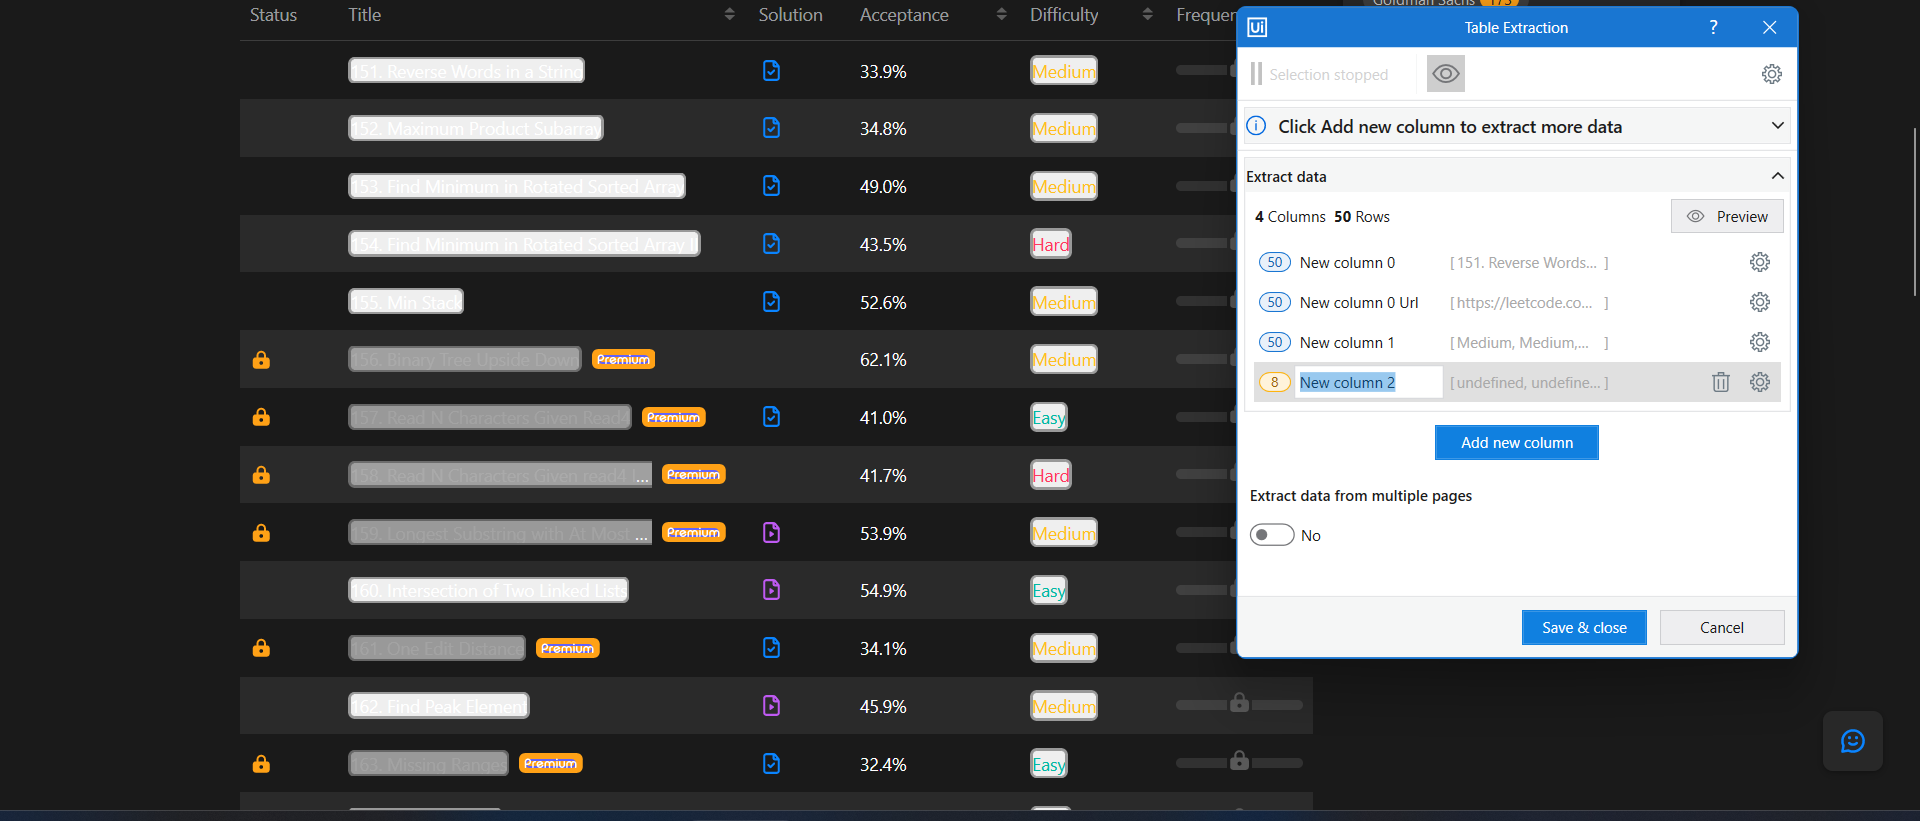 Status Title Solution Acceptance Difficulty Frequen
151. Reverse Words in a String 33.9% Medium
152. Maximum Product Subarray 34.8% Medium
153. Find Minimum in Rotated Sorted Array 49.0% Medium
154. Find Minimum in Rotated Sorted Array II 43.5% Hard
155. Min Stack 52.6% Medium
156. Binary Tree Upside Down Premium 62.1% Medium
157. Read N Characters Given Read4 Premium 41.0% Easy
158. Read N Characters Given read4 I... Premium 41.7% Hard
159. Longest Substring with At Most ... Premium 53.9% Medium
160. Intersection of Two Linked Lists 54.9% Easy
161. One Edit Distance Premium 34.1% Medium
162. Find Peak Element 45.9% Medium
163. Missing Ranges Premium 32.4% Easy
Goldman Sachs 173
Ui Table Extraction ?
Selection stopped
Click Add new column to extract more data
Extract data
4 Columns 50 Rows Preview
50 New column 0 [ 151. Reverse Words... ]
50 New column 0 Url [ https://leetcode.co... ]
50 New column 1 [ Medium, Medium,... ]
8 New column 2 [ undefined, undefine... ]
Add new column
Extract data from multiple pages
No
Save & close Cancel